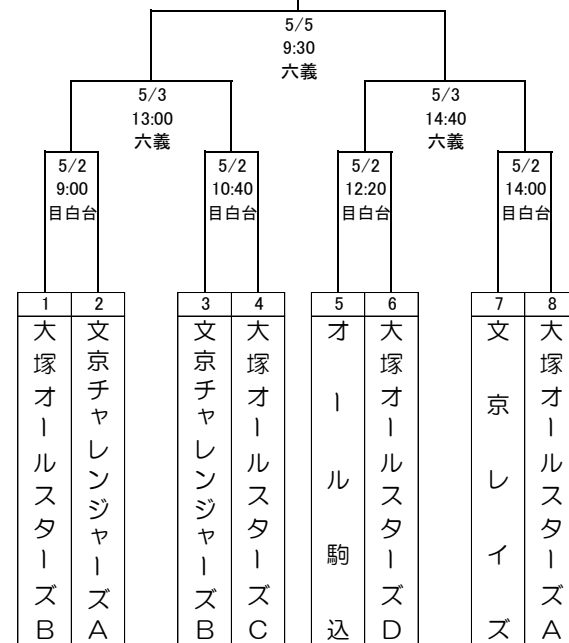 5/5
9:30
六義
5/3
13:00
六義
5/3
14:40
六義
5/2
9:00
目白台
5/2
10:40
目白台
5/2
12:20
目白台
5/2
14:00
目白台
1
2
3
4
5
6
7
8
大塚オールスターズB
文京チャレンジャーズA
文京チャレンジャーズB
大塚オールスターズC
オール駒込
大塚オールスターズD
文京レイズ
大塚オールスターズA